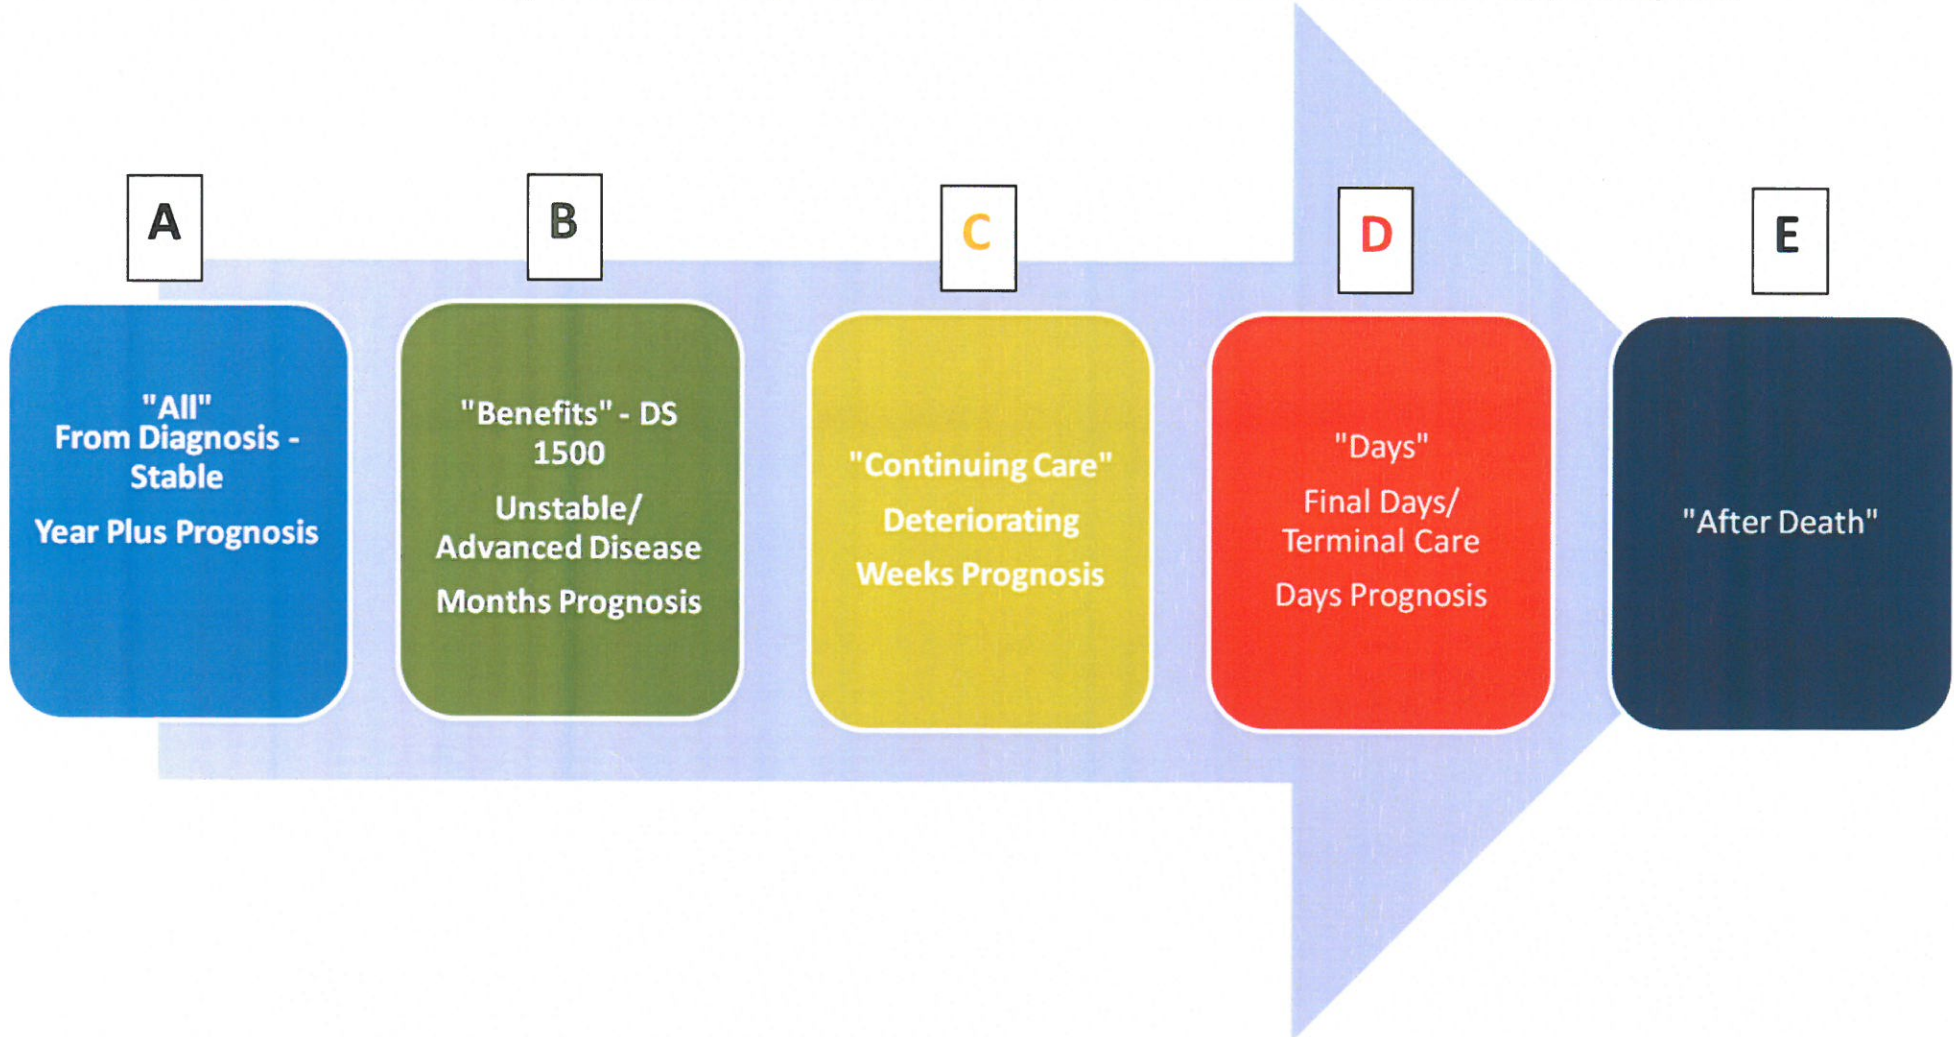 A
B
C
D
E
"All"
From Diagnosis -
Stable
Year Plus Prognosis
"Benefits" - DS
1500
Unstable/
Advanced Disease
Months Prognosis
"Continuing Care"
Deteriorating
Weeks Prognosis
"Days"
Final Days/
Terminal Care
Days Prognosis
"After Death"